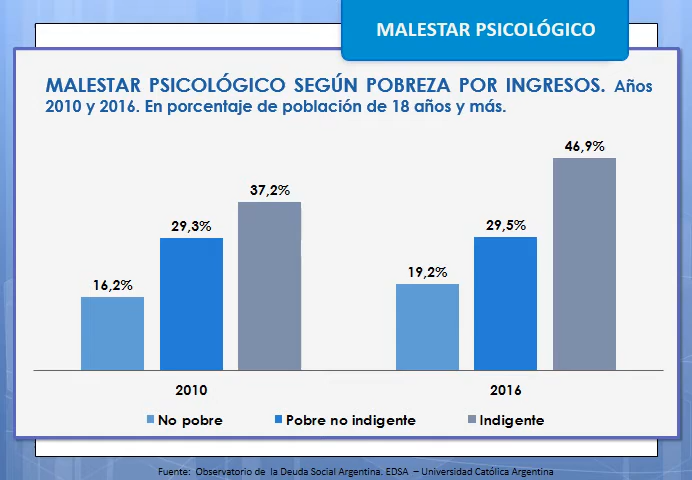 MALESTAR PSICOLÓGICO
MALESTAR PSICOLÓGICO SEGÚN POBREZA POR INGRESOS. Años
2010 y 2016. En porcentaje de población de 18 años y más.
16,2%
29,3%
37,2%
19,2%
29,5%
46,9%
2010
2016
No pobre
Pobre no indigente
Indigente
Fuente: Observatorio de la Deuda Social Argentina. EDSA – Universidad Católica Argentina